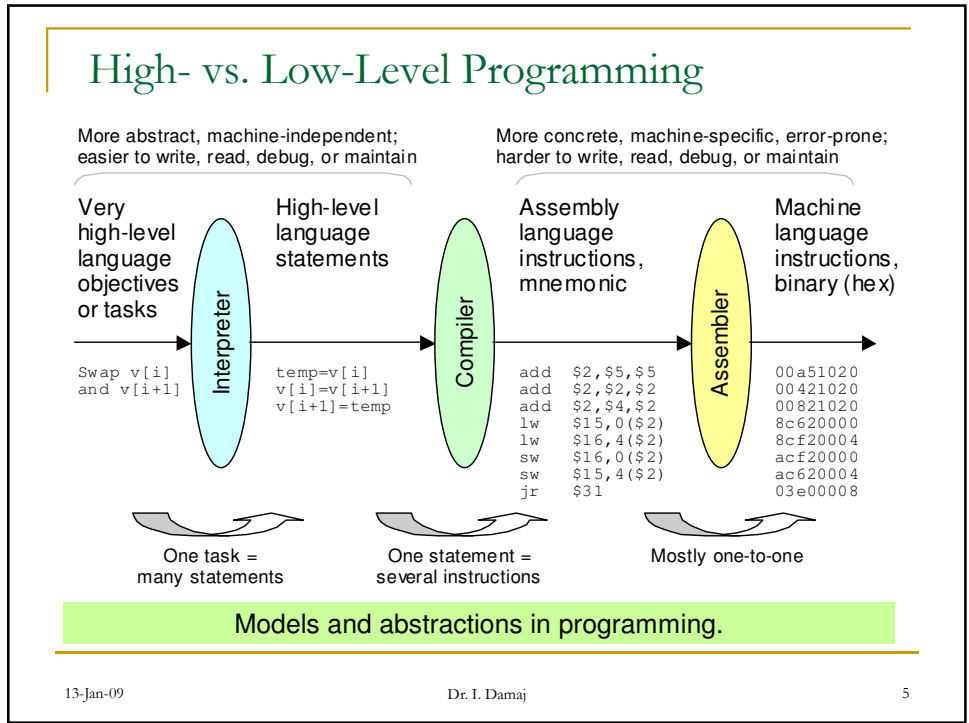 High- vs. Low-Level Programming
More abstract, machine-independent;
easier to write, read, debug, or maintain
More concrete, machine-specific, error-prone;
harder to write, read, debug, or maintain
Very
high-level
language
objectives
or tasks
Interpreter
High-level
language
statements
Compiler
Assembly
language
instructions,
mnemonic
Assembler
Machine
language
instructions,
binary (hex)
Swap v[i]
and v[i+1]
temp=v[i]
v[i]=v[i+1]
v[i+1]=temp
add $2,$5,$5
add $2,$2,$2
add $2,$4,$2
lw $15,0($2)
lw $16,4($2)
sw $16,0($2)
sw $15,4($2)
jr $31
00a51020
00421020
00821020
8c620000
8cf20004
acf20000
ac620004
03e00008
One task =
many statements
One statement =
several instructions
Mostly one-to-one
Models and abstractions in programming.
13-Jan-09
Dr. I. Damaj
5